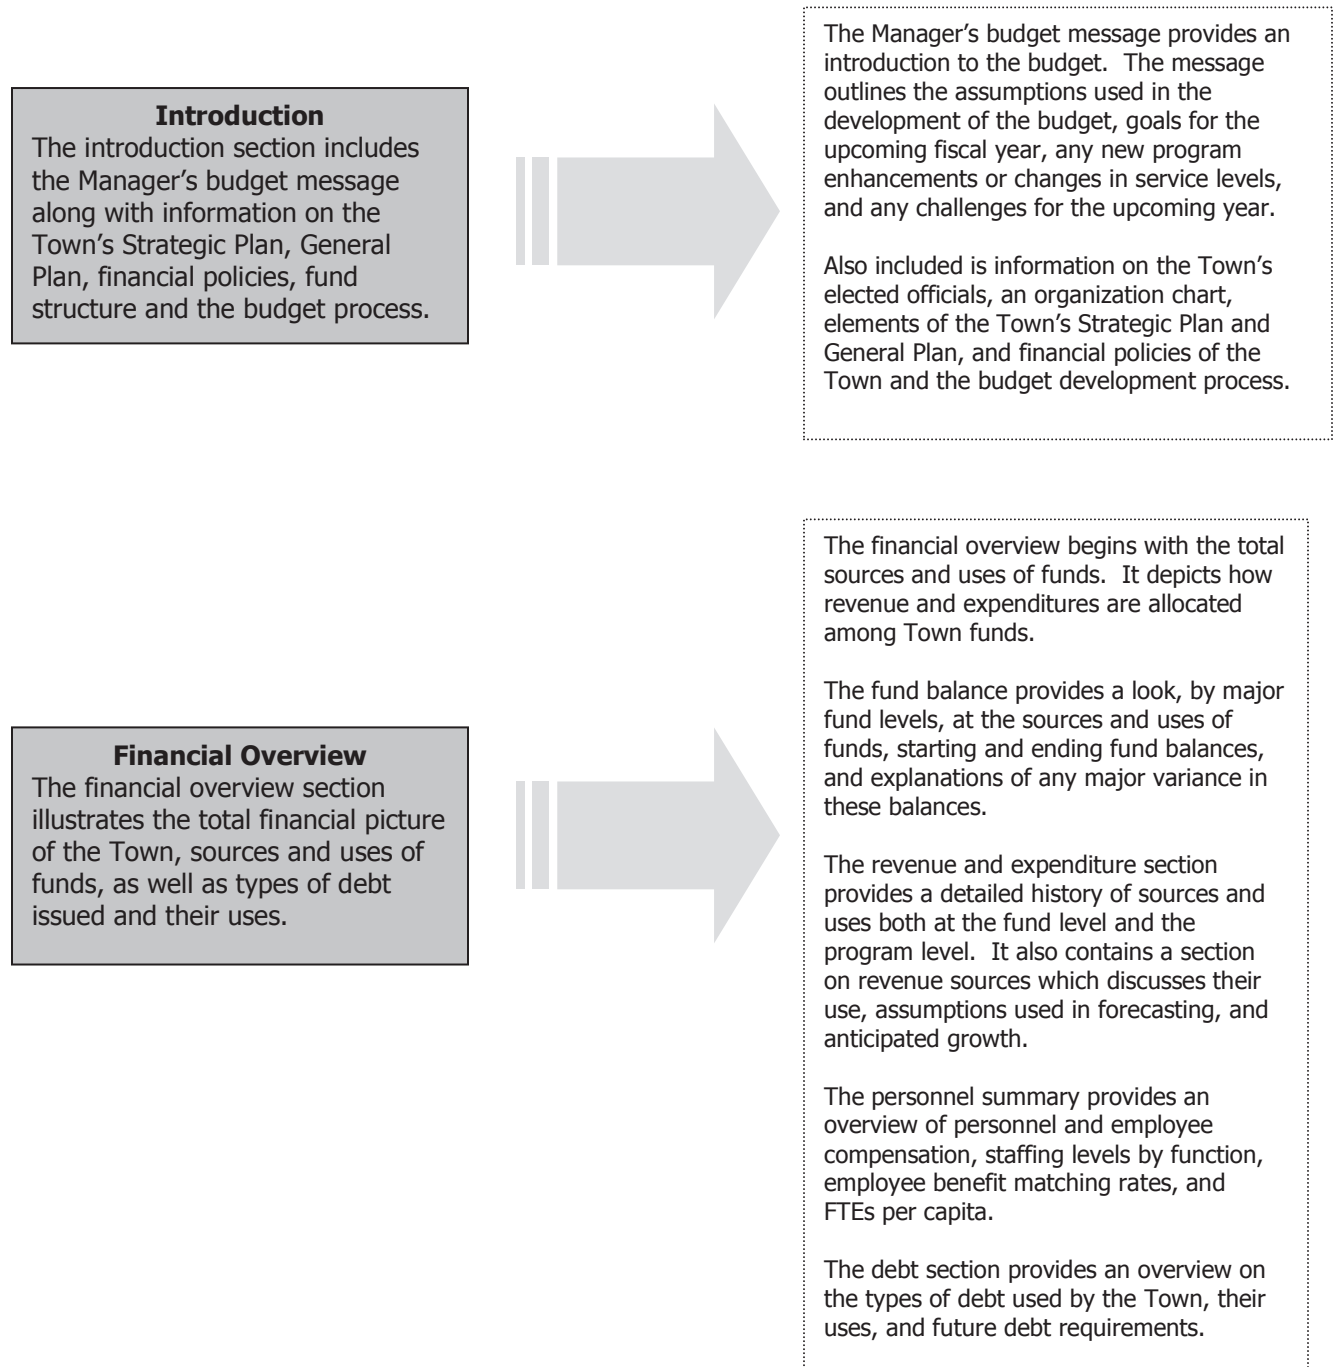 Introduction
The introduction section includes
the Manager’s budget message
along with information on the
Town’s Strategic Plan, General
Plan, financial policies, fund
structure and the budget process.
The Manager’s budget message provides an
introduction to the budget.  The message
outlines the assumptions used in the
development of the budget, goals for the
upcoming fiscal year, any new program
enhancements or changes in service levels,
and any challenges for the upcoming year.
Also included is information on the Town’s
elected officials, an organization chart,
elements of the Town’s Strategic Plan and
General Plan, and financial policies of the
Town and the budget development process.
Financial Overview
The financial overview section
illustrates the total financial picture
of the Town, sources and uses of
funds, as well as types of debt
issued and their uses.
The financial overview begins with the total
sources and uses of funds.  It depicts how
revenue and expenditures are allocated
among Town funds.
The fund balance provides a look, by major
fund levels, at the sources and uses of
funds, starting and ending fund balances,
and explanations of any major variance in
these balances.
The revenue and expenditure section
provides a detailed history of sources and
uses both at the fund level and the
program level.  It also contains a section
on revenue sources which discusses their
use, assumptions used in forecasting, and
anticipated growth.
The personnel summary provides an
overview of personnel and employee
compensation, staffing levels by function,
employee benefit matching rates, and
FTEs per capita.
The debt section provides an overview on
the types of debt used by the Town, their
uses, and future debt requirements.